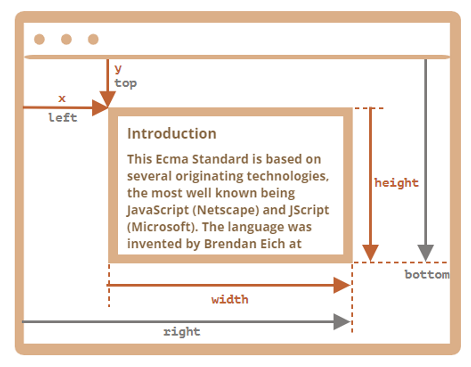 y
top
x
left
Introduction
This Ecma Standard is based on
several originating technologies,
the most well known being
JavaScript (Netscape) and JScript
(Microsoft). The language was
invented by Brendan Eich at
height
bottom
width
right